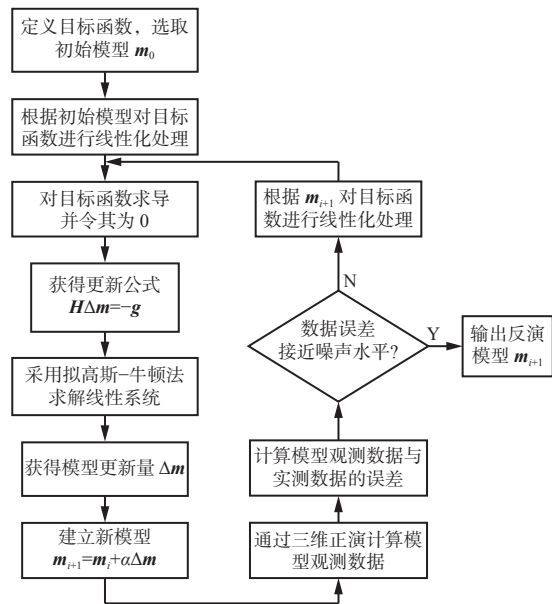 定义目标函数，选取
初始模型 m₀
根据初始模型对目标
函数进行线性化处理
对目标函数求导
并令其为 0
获得更新公式
HΔm=−g
采用拟高斯−牛顿法
求解线性系统
获得模型更新量 Δm
建立新模型
mᵢ₊₁=mᵢ+αΔm
通过三维正演计算模
型观测数据
计算模型观测数据与
实测数据的误差
数据误差
接近噪声水平?
N
根据 mᵢ₊₁ 对目标函
数进行线性化处理
Y
输出反演
模型 mᵢ₊₁